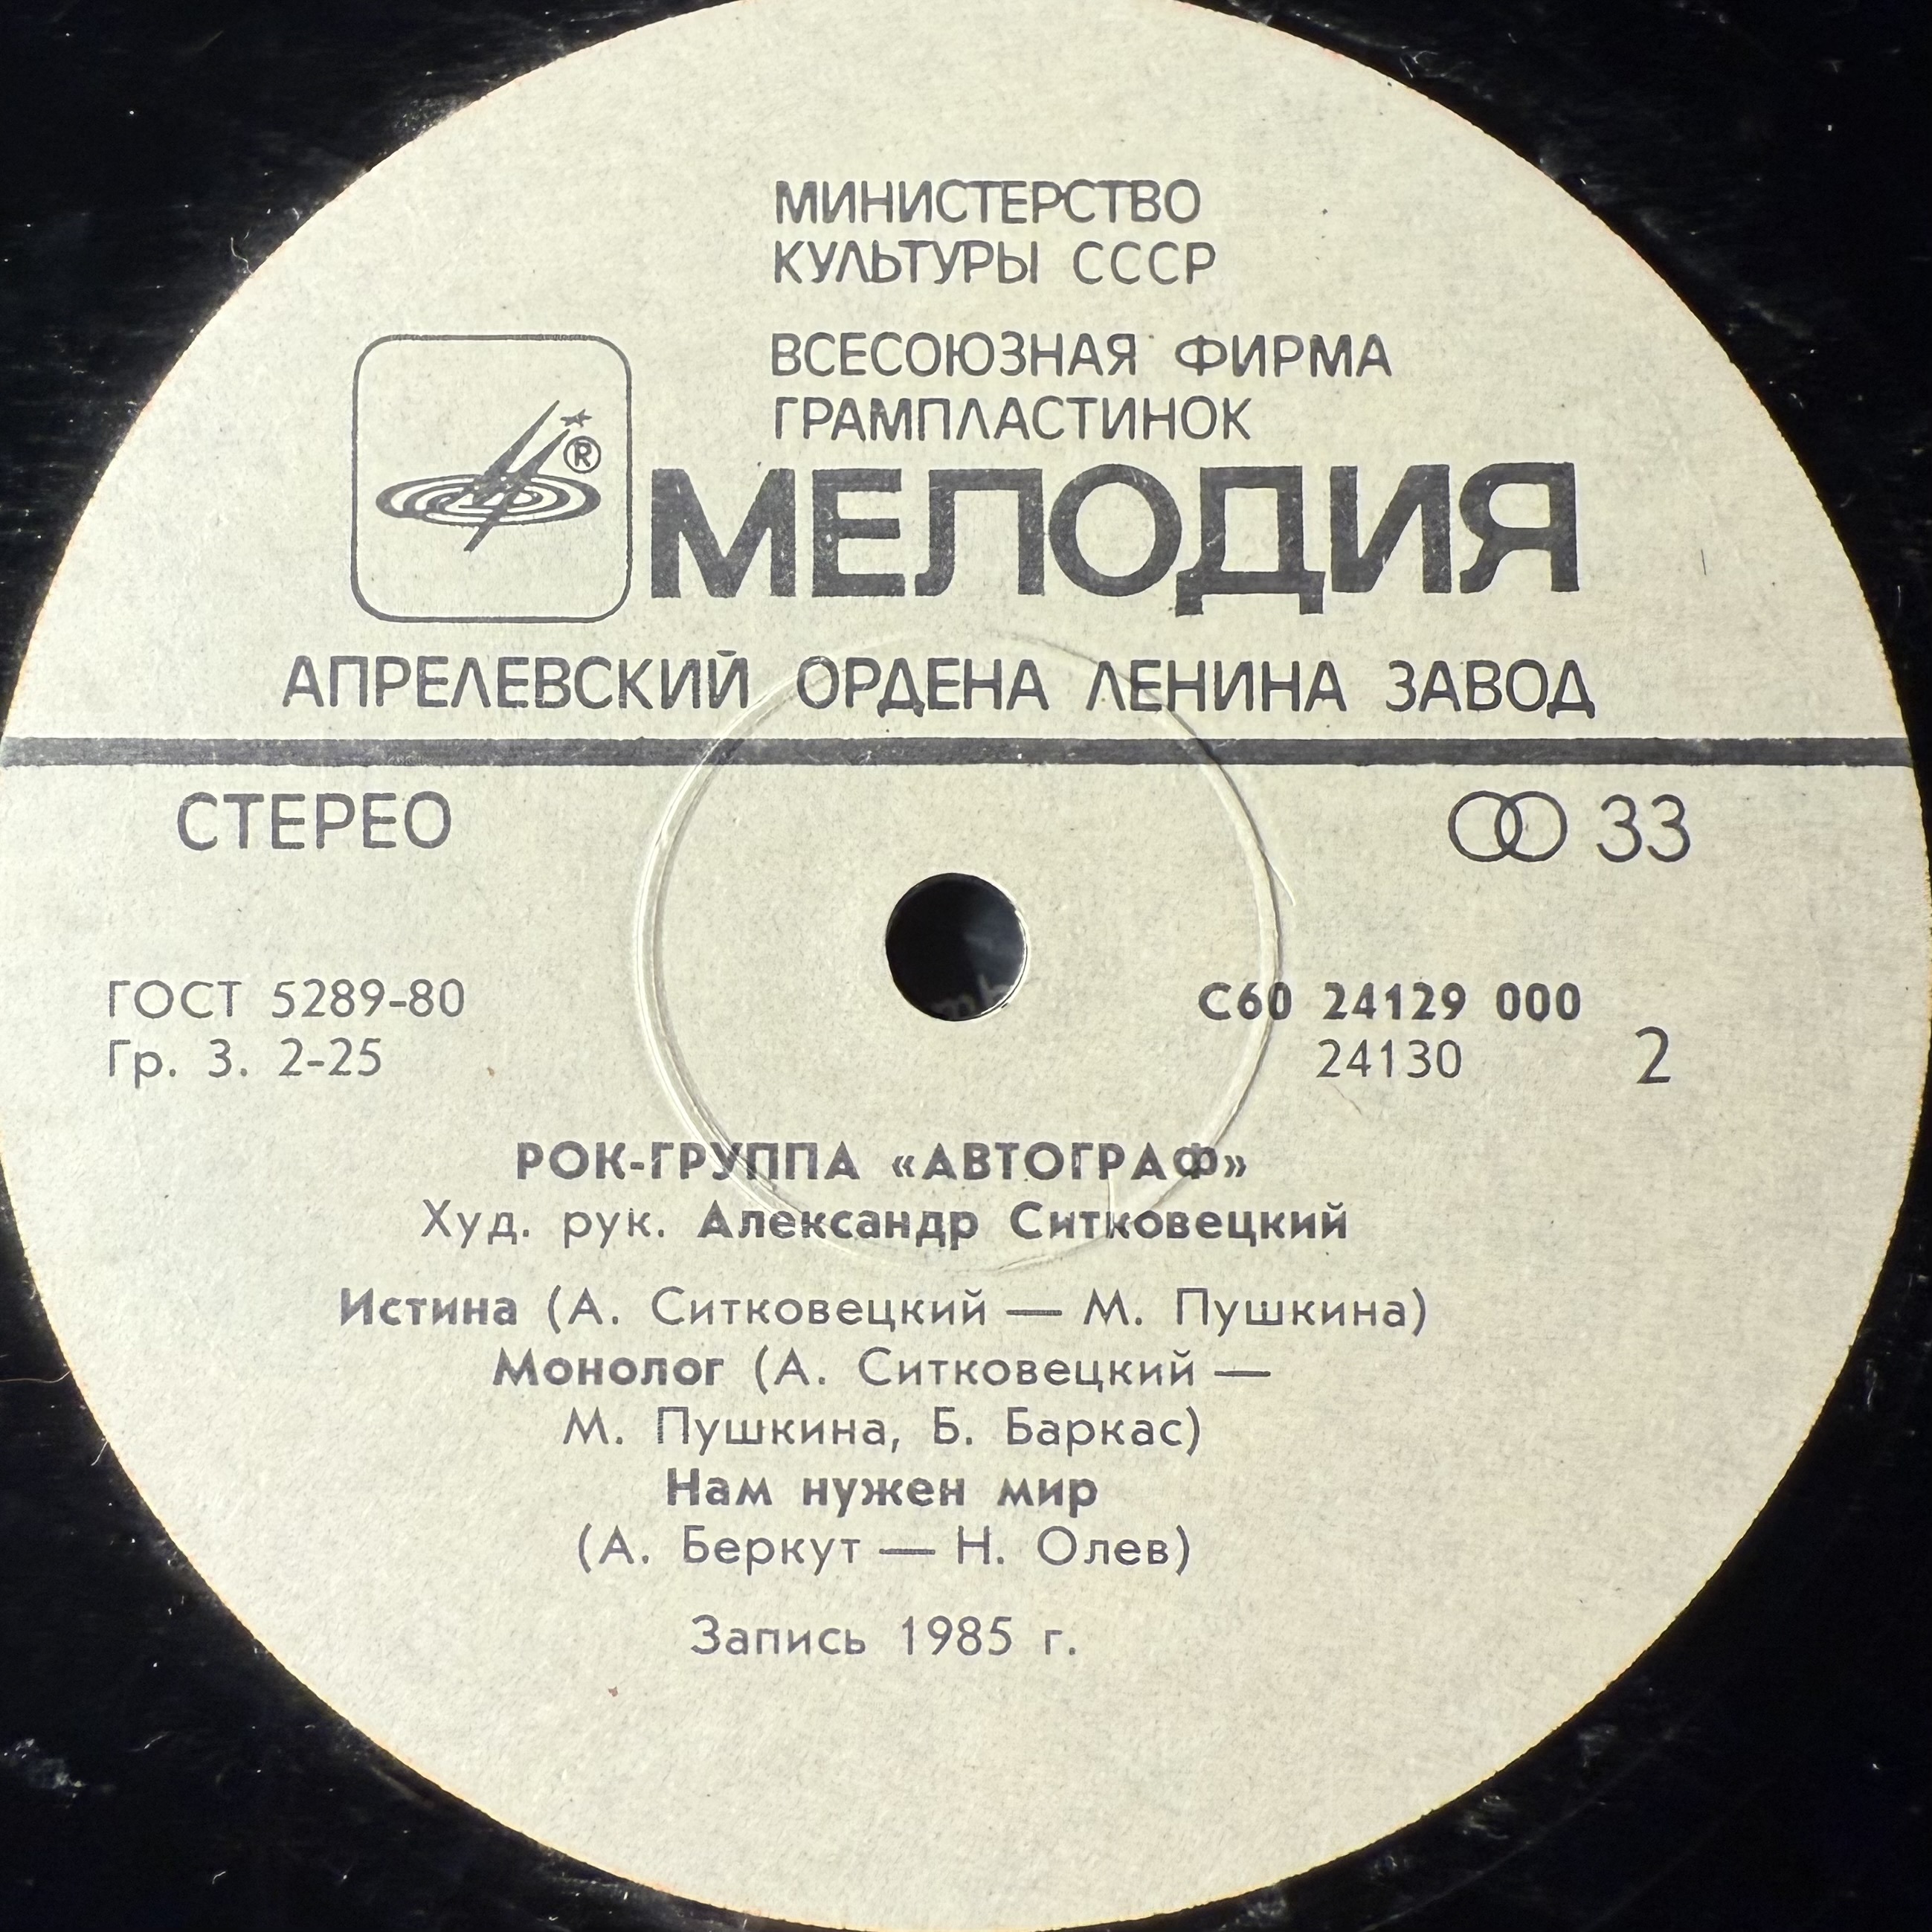 МИНИСТЕРСТВО
КУЛЬТУРЫ СССР
ВСЕСОЮЗНАЯ ФИРМА
ГРАМПЛАСТИНОК
®
МЕЛОДИЯ
АПРЕЛЕВСКИЙ ОРДЕНА ЛЕНИНА ЗАВОД
СТЕРЕО
33
ГОСТ 5289-80
Гр. 3. 2-25
С60 24129 000
24130
2
РОК-ГРУППА «АВТОГРАФ»
Худ. рук. Александр Ситковецкий
Истина (А. Ситковецкий — М. Пушкина)
Монолог (А. Ситковецкий —
М. Пушкина, Б. Баркас)
Нам нужен мир
(А. Беркут — Н. Олев)
Запись 1985 г.